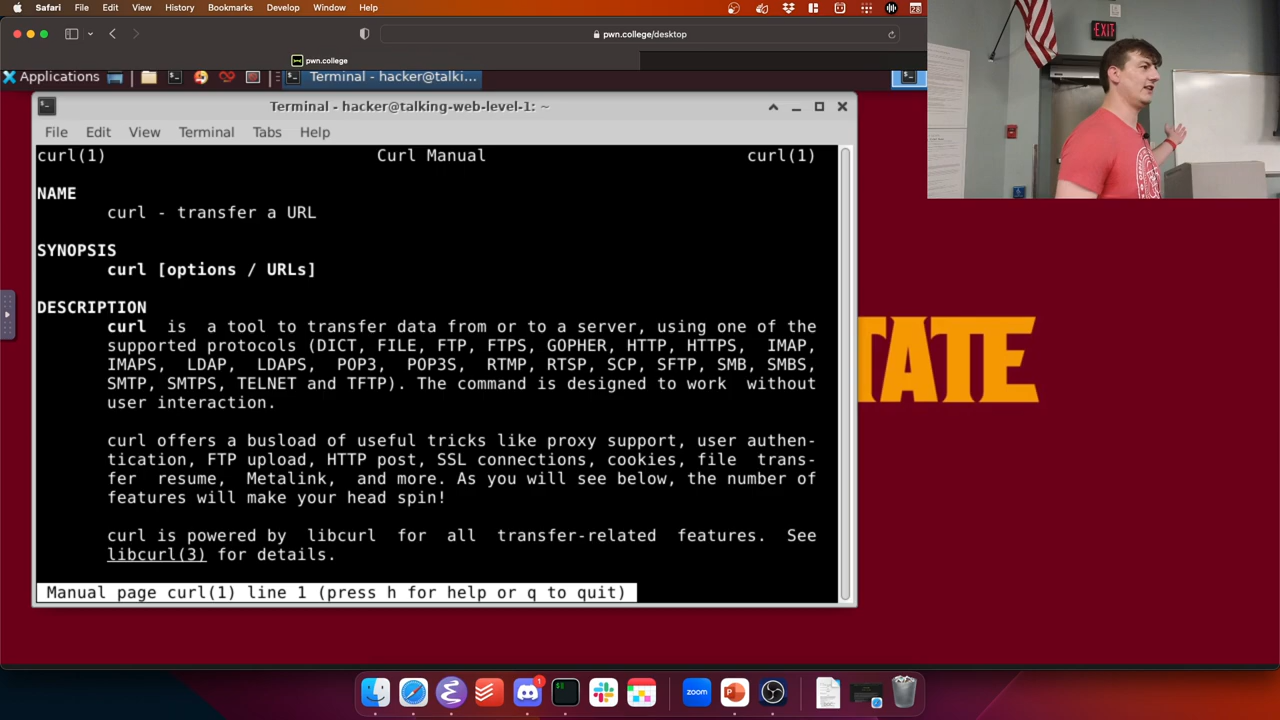 Safari File Edit View History Bookmarks Develop Window Help
28
pwn.college/desktop
pwn.college
Applications
Terminal - hacker@talki...
Terminal - hacker@talking-web-level-1: ~
File Edit View Terminal Tabs Help
curl(1) Curl Manual curl(1)
NAME
curl - transfer a URL
SYNOPSIS
curl [options / URLs]
DESCRIPTION
curl is a tool to transfer data from or to a server, using one of the
supported protocols (DICT, FILE, FTP, FTPS, GOPHER, HTTP, HTTPS, IMAP,
IMAPS, LDAP, LDAPS, POP3, POP3S, RTMP, RTSP, SCP, SFTP, SMB, SMBS,
SMTP, SMTPS, TELNET and TFTP). The command is designed to work without
user interaction.
curl offers a busload of useful tricks like proxy support, user authen-
tication, FTP upload, HTTP post, SSL connections, cookies, file trans-
fer resume, Metalink, and more. As you will see below, the number of
features will make your head spin!
curl is powered by libcurl for all transfer-related features. See
libcurl(3) for details.
Manual page curl(1) line 1 (press h for help or q to quit)
TATE
EXIT
1